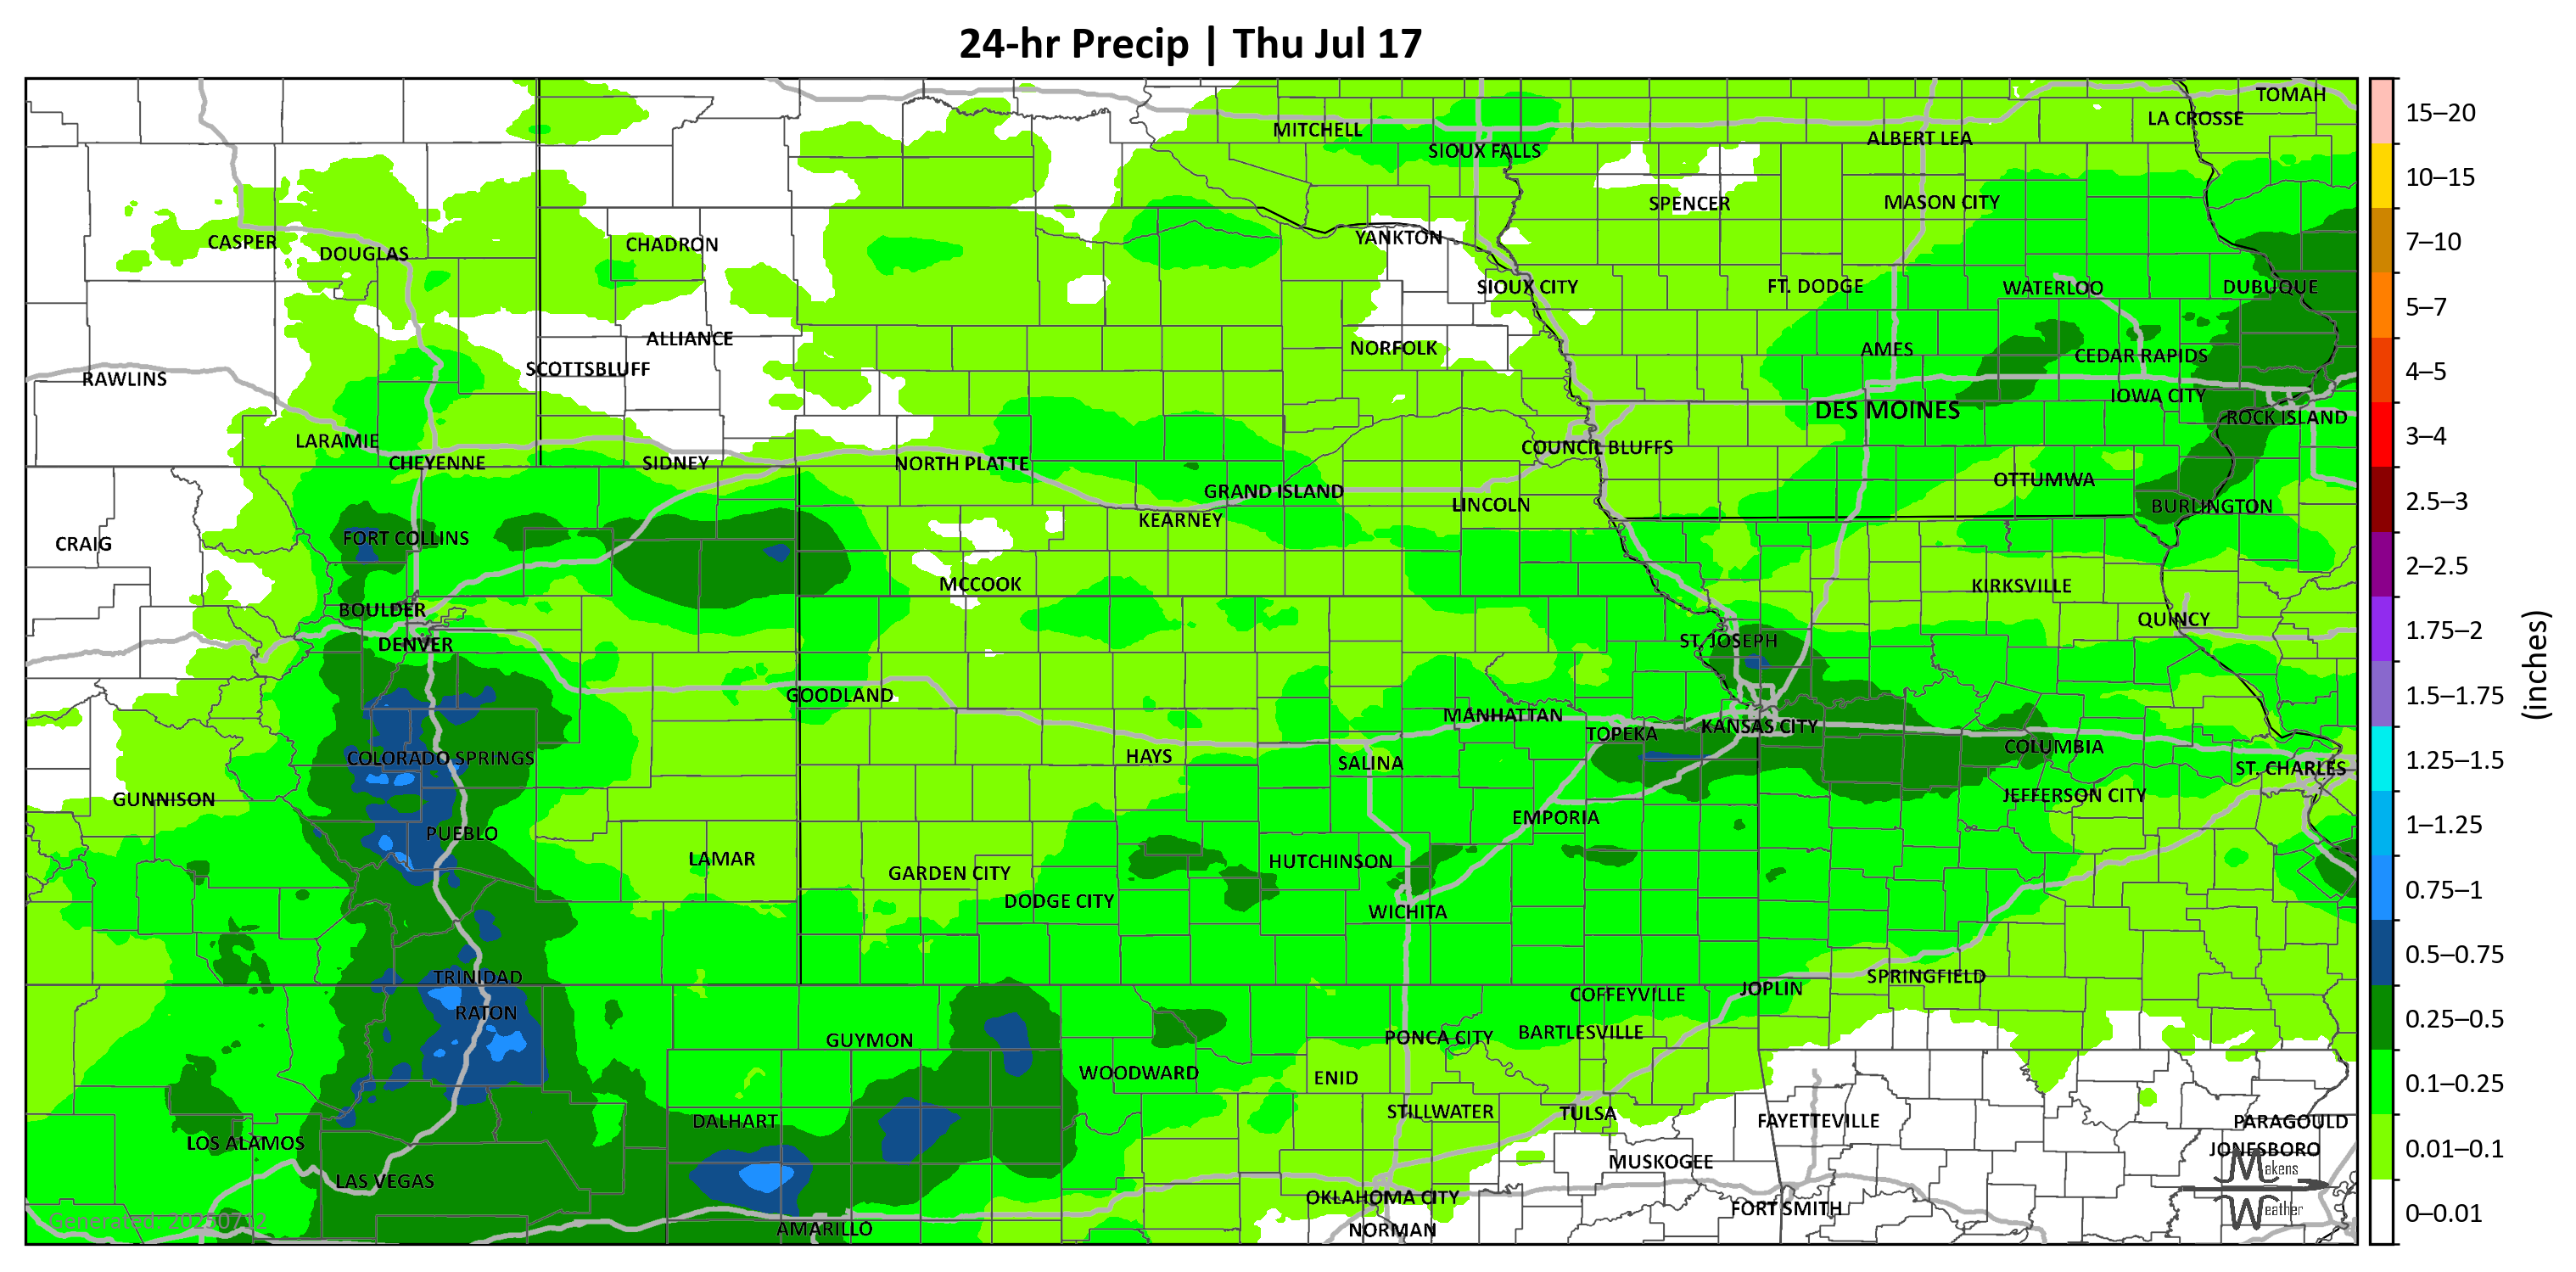 24-hr Precip | Thu Jul 17
TOMAH
LA CROSSE
MITCHELL
ALBERT LEA
SIOUX FALLS
SPENCER
MASON CITY
CASPER
DOUGLAS
CHADRON
YANKTON
SIOUX CITY
FT. DODGE
WATERLOO
DUBUQUE
ALLIANCE
NORFOLK
AMES
CEDAR RAPIDS
RAWLINS
SCOTTSBLUFF
IOWA CITY
DES MOINES
ROCK ISLAND
LARAMIE
COUNCIL BLUFFS
CHEYENNE
SIDNEY
NORTH PLATTE
OTTUMWA
GRAND ISLAND
LINCOLN
BURLINGTON
KEARNEY
CRAIG
FORT COLLINS
MCCOOK
KIRKSVILLE
BOULDER
QUINCY
DENVER
ST. JOSEPH
GOODLAND
MANHATTAN
TOPEKA
KANSAS CITY
COLORADO SPRINGS
HAYS
SALINA
COLUMBIA
ST. CHARLES
GUNNISON
JEFFERSON CITY
PUEBLO
EMPORIA
LAMAR
GARDEN CITY
HUTCHINSON
DODGE CITY
WICHITA
TRINIDAD
SPRINGFIELD
RATON
COFFEYVILLE
JOPLIN
GUYMON
PONCA CITY
BARTLESVILLE
WOODWARD
ENID
DALHART
STILLWATER
TULSA
FAYETTEVILLE
PARAGOULD
LOS ALAMOS
JONESBORO
LAS VEGAS
MUSKOGEE
OKLAHOMA CITY
FORT SMITH
AMARILLO
NORMAN
Generated: 20250712
Makens
Weather
15–20
10–15
7–10
5–7
4–5
3–4
2.5–3
2–2.5
1.75–2
1.5–1.75
1.25–1.5
1–1.25
0.75–1
0.5–0.75
0.25–0.5
0.1–0.25
0.01–0.1
0–0.01
(inches)